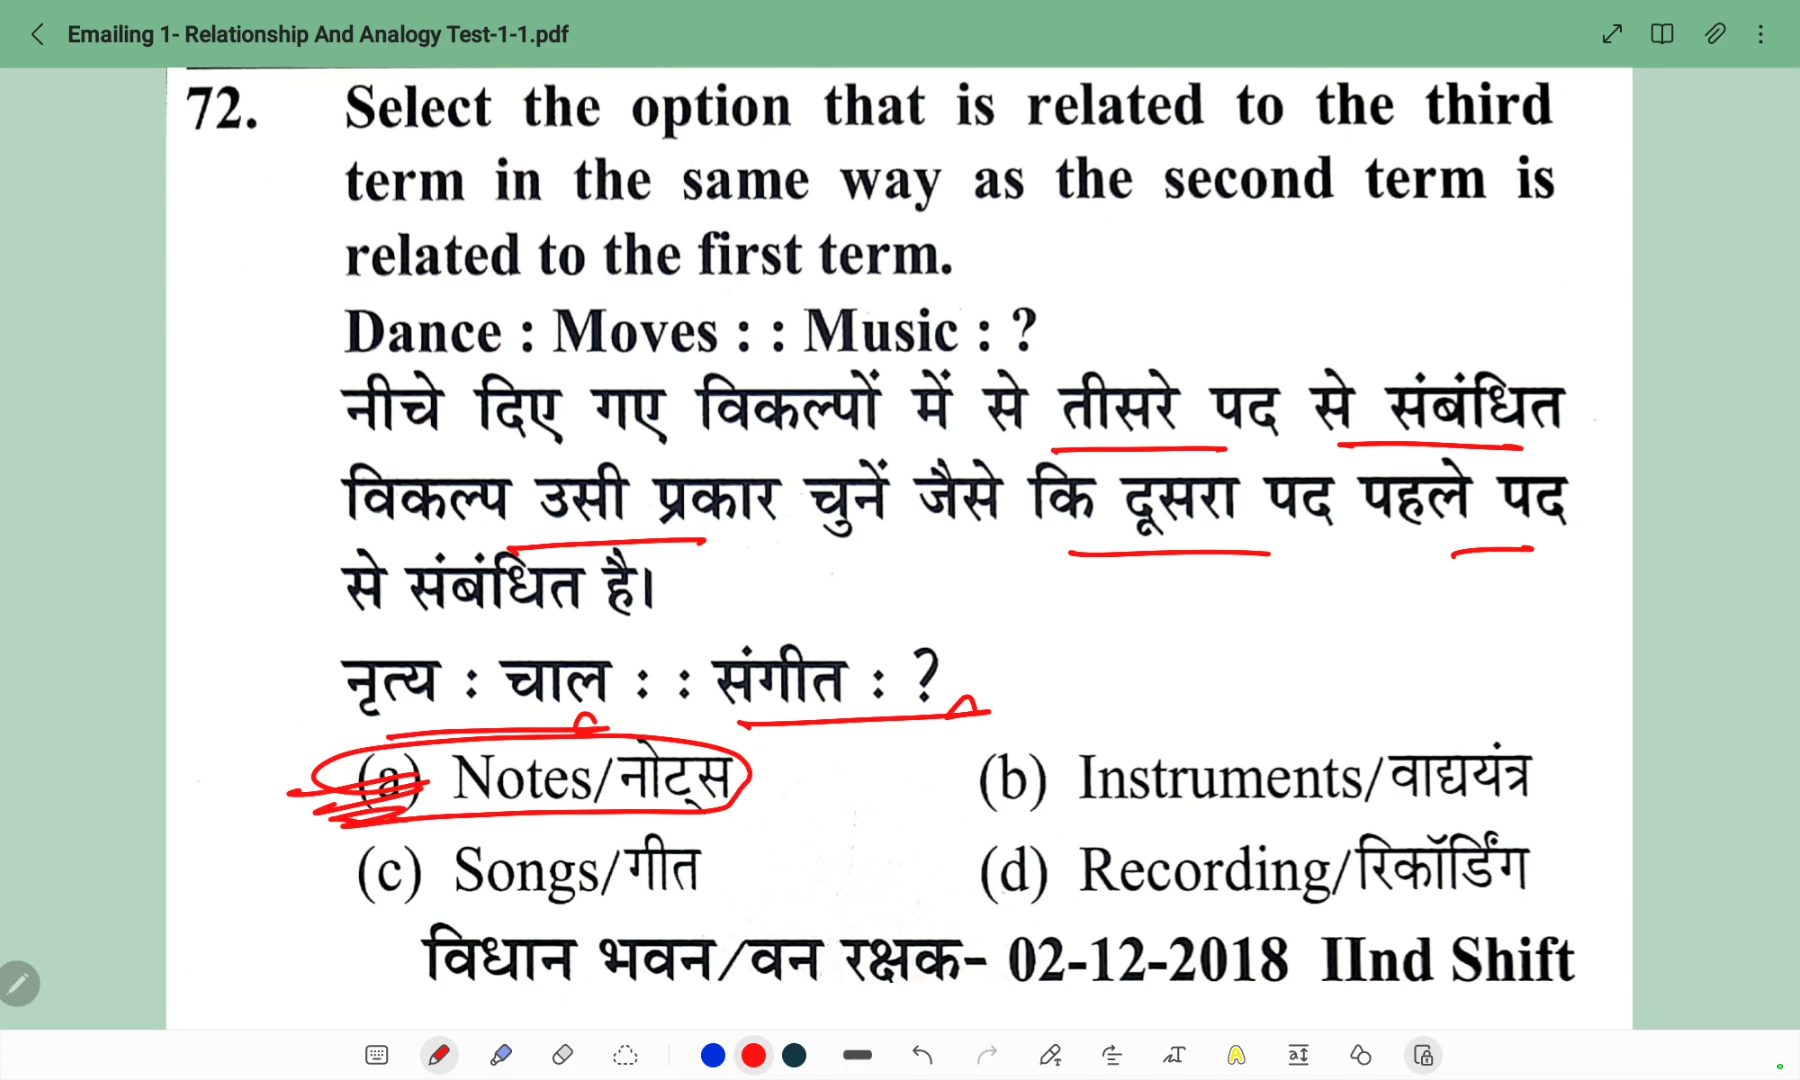 Emailing 1- Relationship And Analogy Test-1-1.pdf
72. Select the option that is related to the third
term in the same way as the second term is
related to the first term.
Dance : Moves : : Music : ?
नीचे दिए गए विकल्पों में से तीसरे पद से संबंधित
विकल्प उसी प्रकार चुनें जैसे कि दूसरा पद पहले पद
से संबंधित है।
नृत्य : चाल : : संगीत : ?
(a) Notes/नोट्स (b) Instruments/वाद्ययंत्र
(c) Songs/गीत (d) Recording/रिकॉर्डिंग
विधान भवन/वन रक्षक- 02-12-2018 IInd Shift